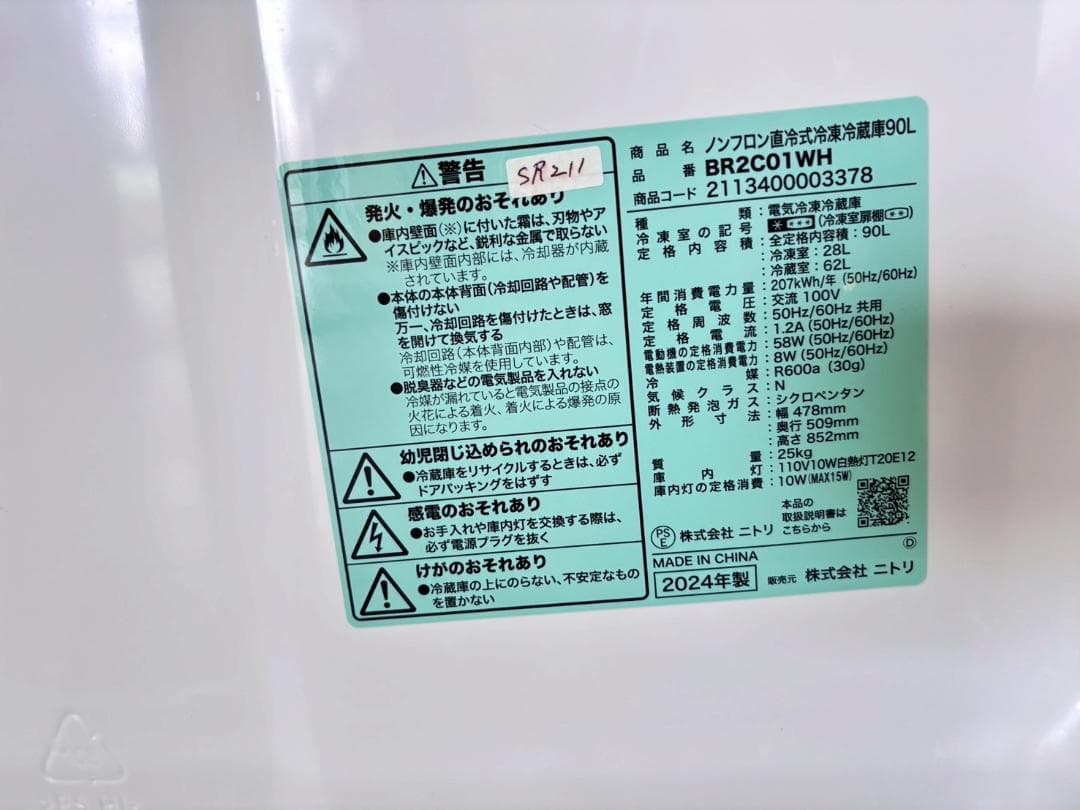 警告
SR211
発火・爆発のおそれあり
●庫内壁面(※)に付いた霜は、刃物やア
イスピックなど、鋭利な金属で取らない
※庫内壁面内部には、冷却器が内蔵
されています。
●本体の本体背面(冷却回路や配管)を
傷付けない
万一、冷却回路を傷付けたときは、窓
を開けて換気する
冷却回路(本体背面内部)や配管は、
可燃性冷媒を使用しています。
●脱臭器などの電気製品を入れない
冷媒が漏れていると電気製品の接点の
火花による着火、着火による爆発の原
因になります。
幼児閉じ込められのおそれあり
●冷蔵庫をリサイクルするときは、必ず
ドアパッキングをはずす
感電のおそれあり
●お手入れや庫内灯を交換する際は、
必ず電源プラグを抜く
けがのおそれあり
●冷蔵庫の上にのらない、不安定なもの
を置かない
商品名 ノンフロン直冷式冷凍冷蔵庫90L
品番 BR2C01WH
商品コード 2113400003378
種類:電気冷凍冷蔵庫
冷凍室の記号:(冷凍室扉棚)
定格内容積:全定格内容積:90L
:冷凍室:28L
:冷蔵室:62L
年間消費電力量:207kWh/年(50Hz/60Hz)
定格電圧:交流 100V
定格周波数:50Hz/60Hz 共用
定格電流:1.2A (50Hz/60Hz)
電動機の定格消費電力:58W (50Hz/60Hz)
電熱装置の定格消費電力:8W (50Hz/60Hz)
冷媒:R600a (30g)
気候クラス:N
断熱発泡ガス:シクロペンタン
外形寸法:幅 478mm
:奥行 509mm
:高さ 852mm
質量:25kg
庫内灯:110V10W白熱灯T20E12
庫内灯の定格消費:10W(MAX15W)
本品の
取扱説明書は
こちらから
PS
E
株式会社 ニトリ
D
MADE IN CHINA
2024年製 販売元 株式会社 ニトリ